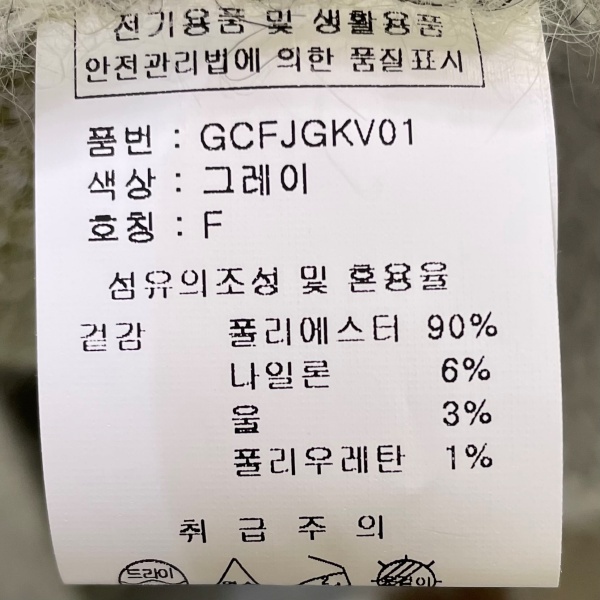 전기용품 및 생활용품
안전관리법에 의한 품질표시
품번 : GCFJGKV01
색상 : 그레이
호칭 : F
섬유의조성 및 혼용율
겉감 폴리에스터 90%
나일론 6%
울 3%
폴리우레탄 1%
취급주의
드라이 옷걸이